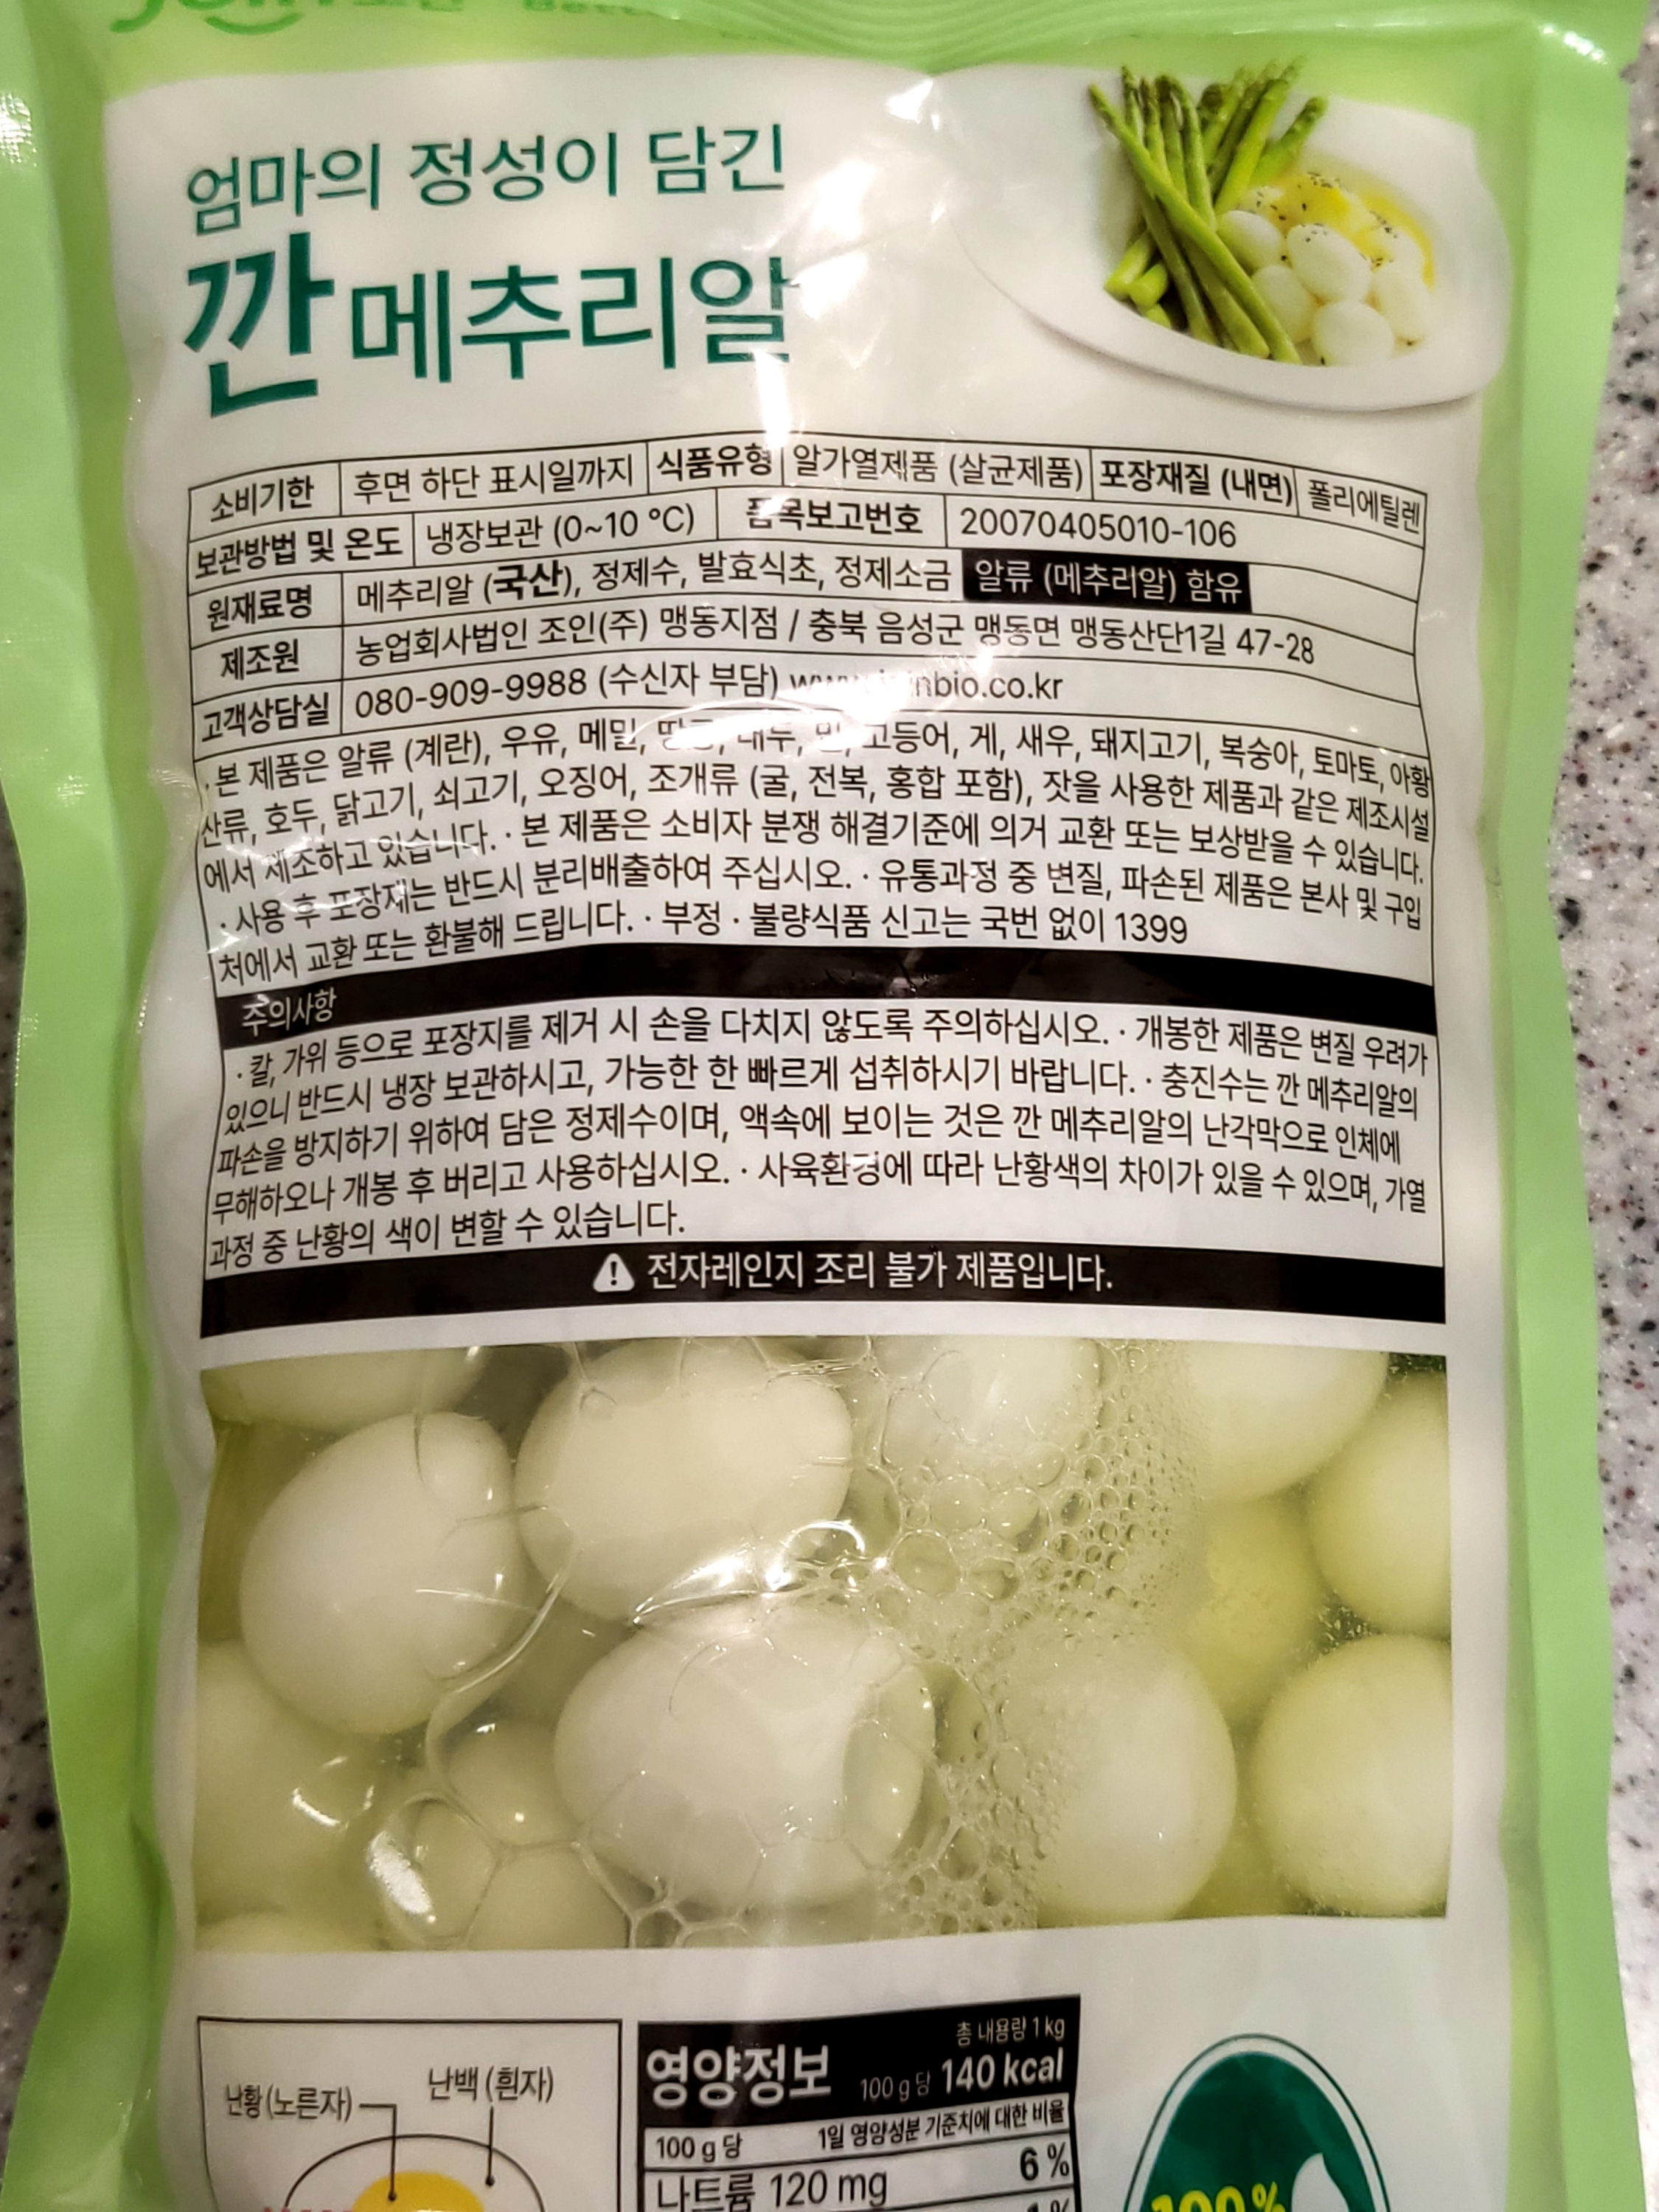 엄마의 정성이 담긴
깐메추리알
소비기한 후면 하단 표시일까지 식품유형 알가열제품 (살균제품) 포장재질 (내면) 폴리에틸렌
보관방법 및 온도 냉장보관 (0~10 °C) 품목보고번호 20070405010-106
원재료명 메추리알 (국산), 정제수, 발효식초, 정제소금 알류 (메추리알) 함유
제조원 농업회사법인 조인(주) 맹동지점 / 충북 음성군 맹동면 맹동산단1길 47-28
고객상담실 080-909-9988 (수신자 부담)
· 본 제품은 알류 (계란), 우유, 메밀, 땅콩, 대두, 밀, 고등어, 게, 새우, 돼지고기, 복숭아, 토마토, 아황
산류, 호두, 닭고기, 쇠고기, 오징어, 조개류 (굴, 전복, 홍합 포함), 잣을 사용한 제품과 같은 제조시설
에서 제조하고 있습니다. · 본 제품은 소비자 분쟁 해결기준에 의거 교환 또는 보상받을 수 있습니다.
· 사용 후 포장재는 반드시 분리배출하여 주십시오. · 유통과정 중 변질, 파손된 제품은 본사 및 구입
처에서 교환 또는 환불해 드립니다. · 부정 · 불량식품 신고는 국번 없이 1399
주의사항
· 칼, 가위 등으로 포장지를 제거 시 손을 다치지 않도록 주의하십시오. · 개봉한 제품은 변질 우려가
있으니 반드시 냉장 보관하시고, 가능한 한 빠르게 섭취하시기 바랍니다. · 충진수는 깐 메추리알의
파손을 방지하기 위하여 담은 정제수이며, 액속에 보이는 것은 깐 메추리알의 난각막으로 인체에
무해하오나 개봉 후 버리고 사용하십시오. · 사육환경에 따라 난황색의 차이가 있을 수 있으며, 가열
과정 중 난황의 색이 변할 수 있습니다.
전자레인지 조리 불가 제품입니다.
난황(노른자)
난백(흰자)
영양정보
총 내용량 1 kg
100 g 당 140 kcal
100 g 당 1일 영양성분 기준치에 대한 비율
나트륨 120 mg 6 %
100%